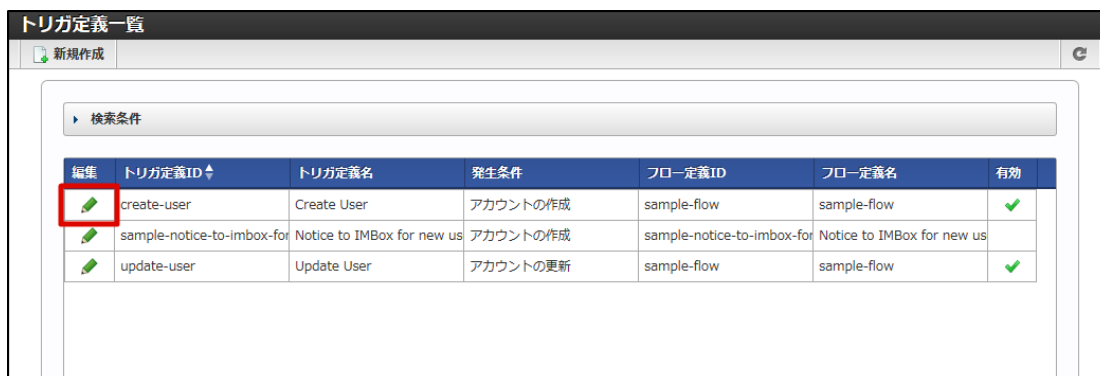 トリガ定義一覧
新規作成
検索条件
編集 トリガ定義ID トリガ定義名 発生条件 フロー定義ID フロー定義名 有効
create-user Create User アカウントの作成 sample-flow sample-flow
sample-notice-to-imbox-for Notice to IMBox for new us アカウントの作成 sample-notice-to-imbox-for Notice to IMBox for new us
update-user Update User アカウントの更新 sample-flow sample-flow